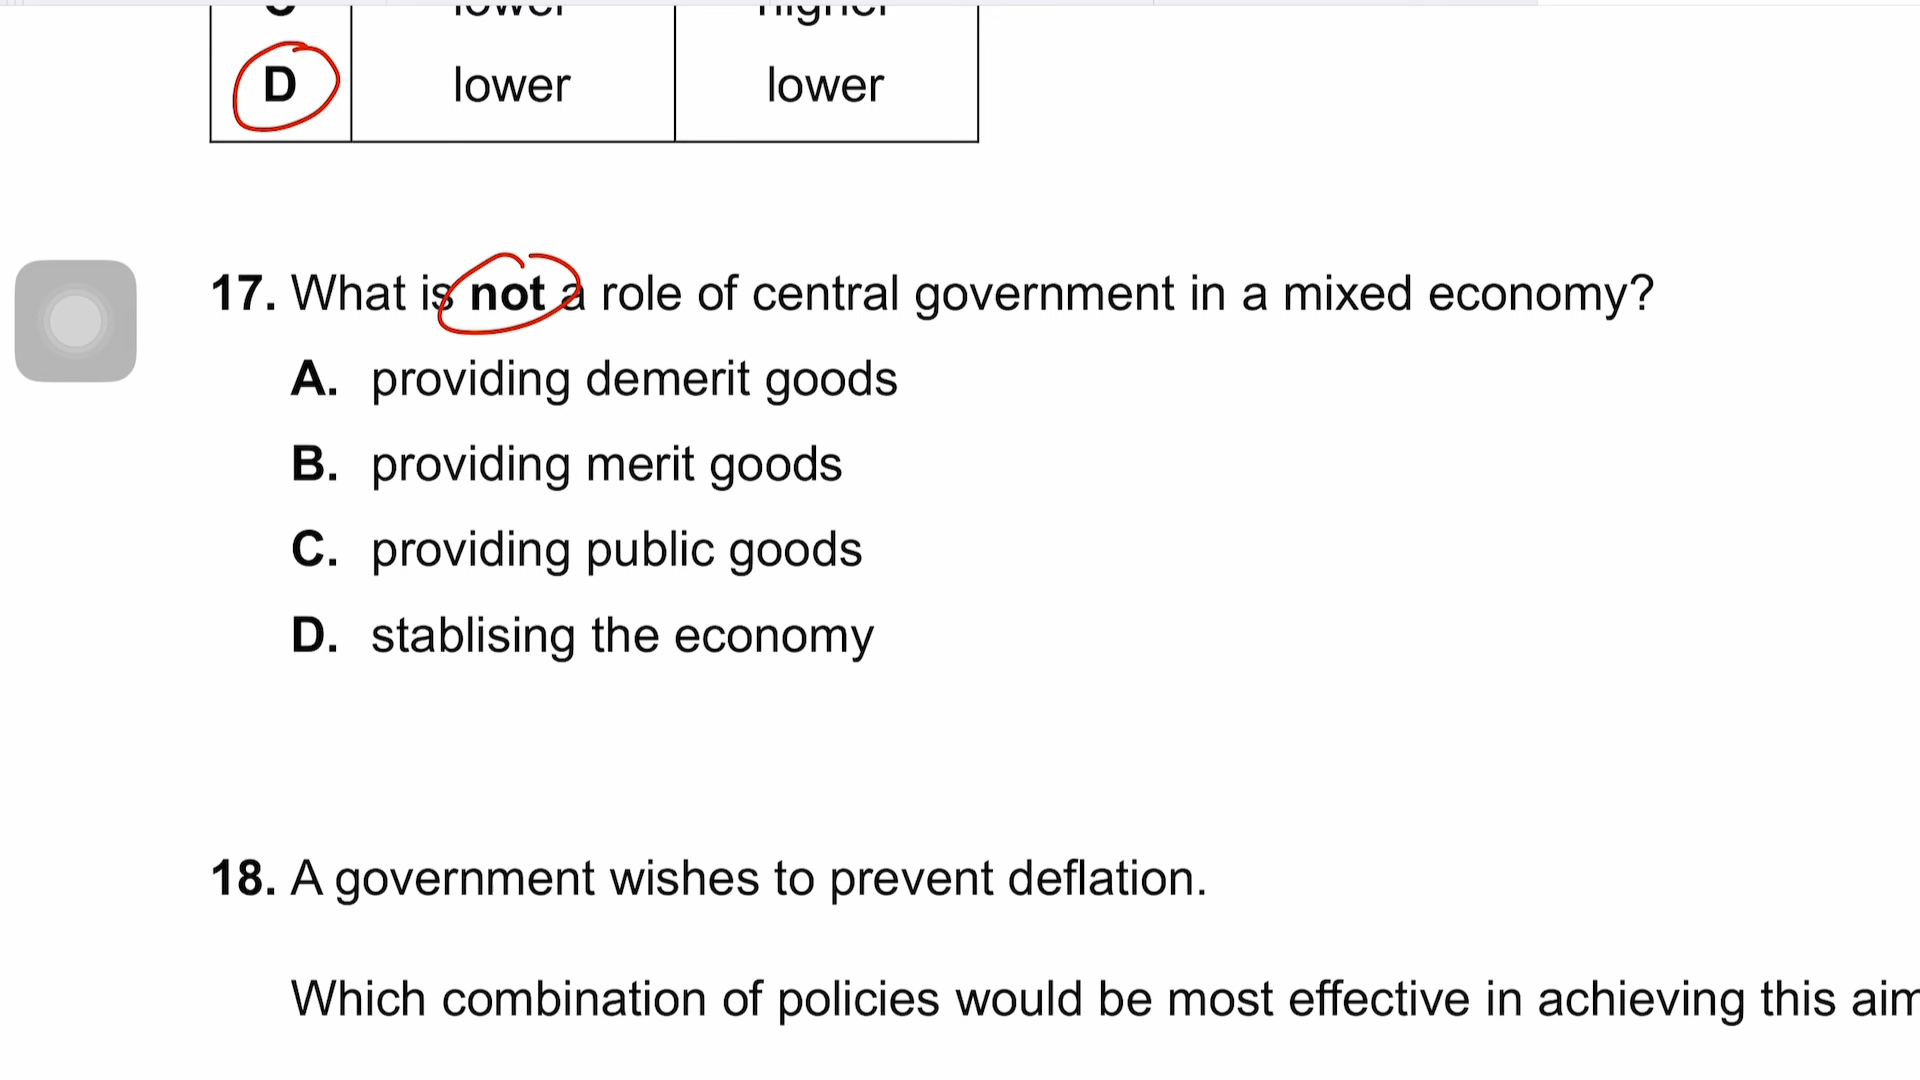 D lower lower
17. What is not a role of central government in a mixed economy?
A. providing demerit goods
B. providing merit goods
C. providing public goods
D. stablising the economy
18. A government wishes to prevent deflation.
Which combination of policies would be most effective in achieving this